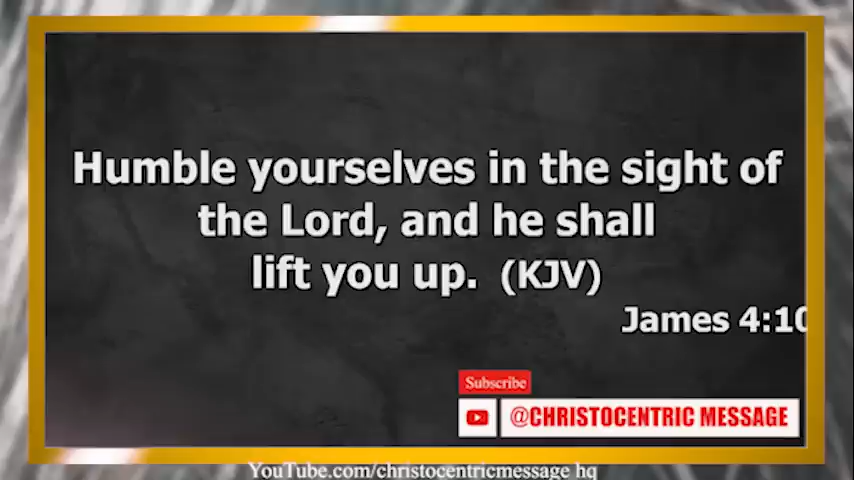 Humble yourselves in the sight of
the Lord, and he shall
lift you up. (KJV)
James 4:10
Subscribe
@CHRISTOCENTRIC MESSAGE
YouTube.com/christocentricmessage hq